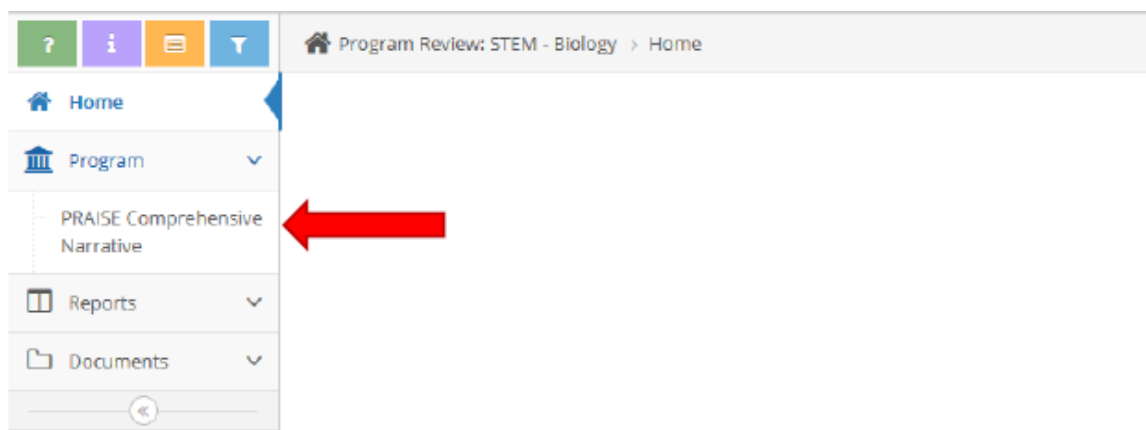 ? i
Program Review: STEM - Biology > Home
Home
Program
PRAISE Comprehensive
Narrative
Reports
Documents